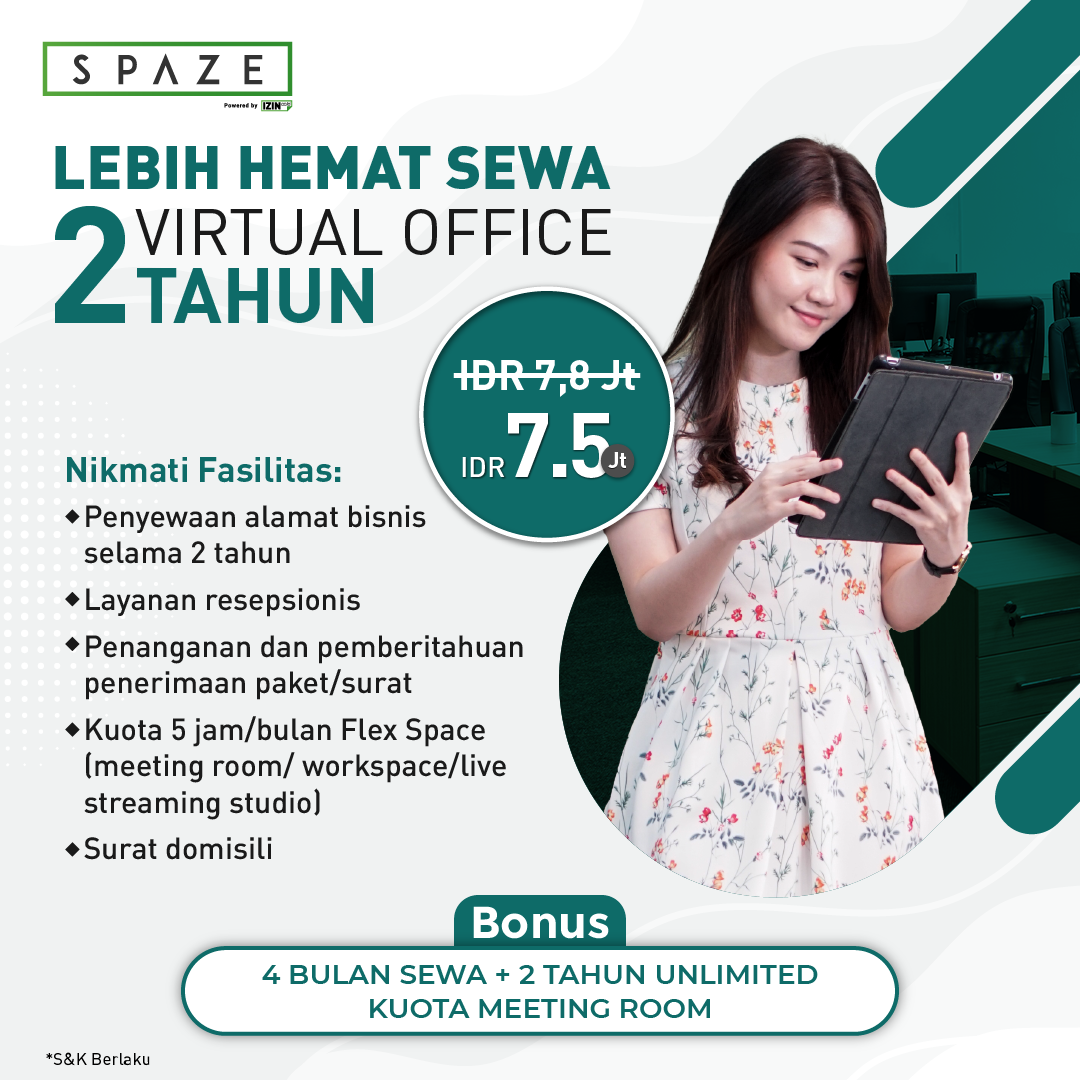 SPAZE
Powered by IZIN.co.id
LEBIH HEMAT SEWA
2 VIRTUAL OFFICE
TAHUN
IDR 7,8 Jt
IDR 7.5 Jt
Nikmati Fasilitas:
◆Penyewaan alamat bisnis
selama 2 tahun
◆Layanan resepsionis
◆Penanganan dan pemberitahuan
penerimaan paket/surat
◆Kuota 5 jam/bulan Flex Space
(meeting room/ workspace/live
streaming studio)
◆Surat domisili
Bonus
4 BULAN SEWA + 2 TAHUN UNLIMITED
KUOTA MEETING ROOM
*S&K Berlaku